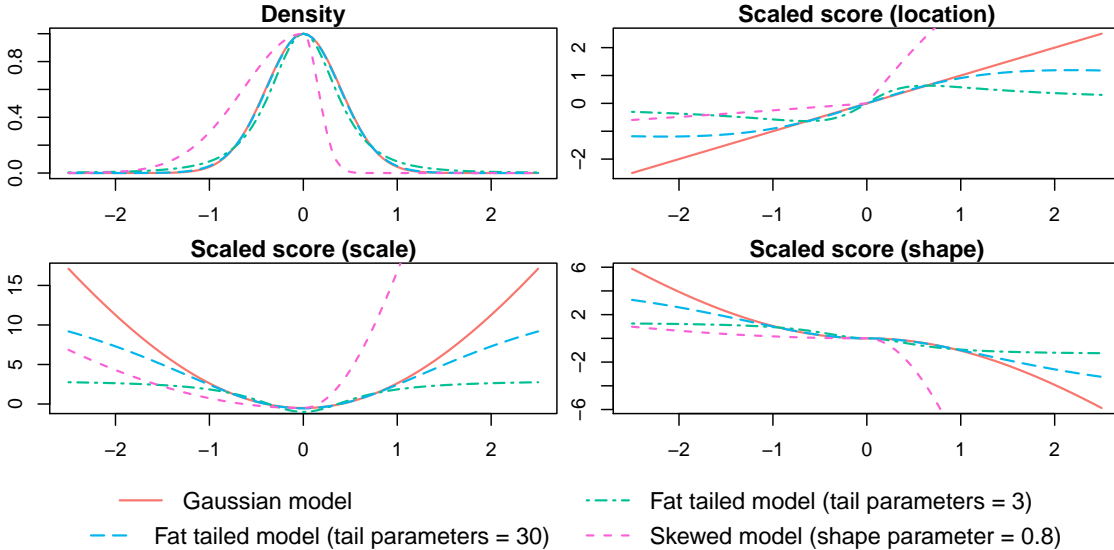 Density
0.0 0.4 0.8
−2 −1 0 1 2
Scaled score (location)
−2 0 1 2
−2 −1 0 1 2
Scaled score (scale)
0 5 10 15
−2 −1 0 1 2
Scaled score (shape)
−6 −2 2 6
−2 −1 0 1 2
Gaussian model
Fat tailed model (tail parameters = 30)
Fat tailed model (tail parameters = 3)
Skewed model (shape parameter = 0.8)